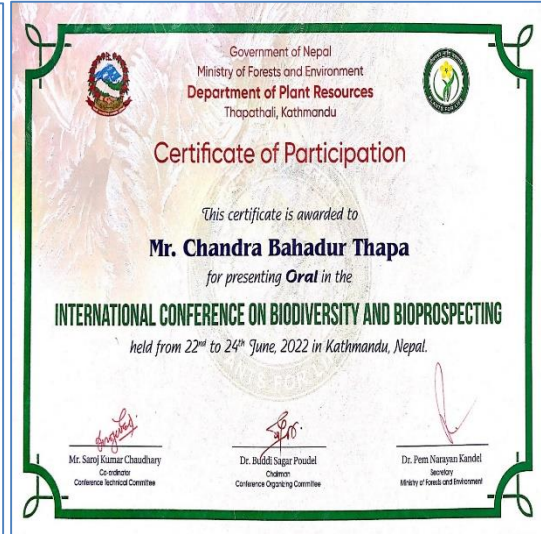 Government of Nepal
Ministry of Forests and Environment
Department of Plant Resources
Thapathali, Kathmandu
Certificate of Participation
This certificate is awarded to
Mr. Chandra Bahadur Thapa
for presenting Oral in the
INTERNATIONAL CONFERENCE ON BIODIVERSITY AND BIOPROSPECTING
held from 22nd to 24th June, 2022 in Kathmandu, Nepal.
PLANTS FOR LIFE
Mr. Saroj Kumar Chaudhary
Co-ordinator
Conference Technical Committee
Dr. Buddi Sagar Poudel
Chairman
Conference Organizing Committee
Dr. Pem Narayan Kandel
Secretary
Ministry of Forests and Environment